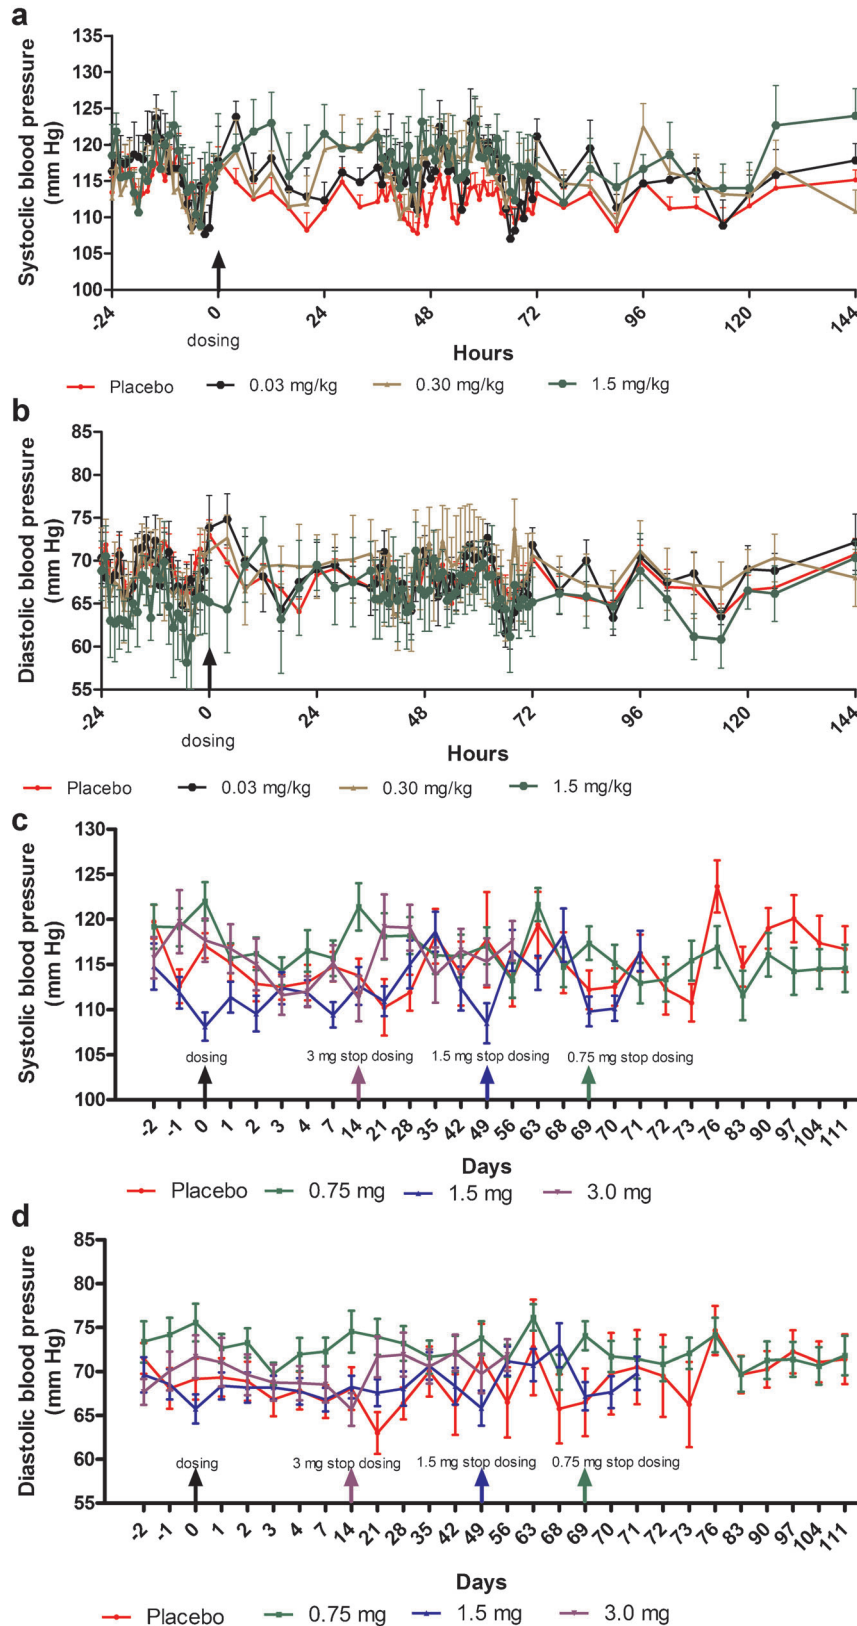 a
Systoclic blood pressure
(mm Hg)
135
130
125
120
115
110
105
100
-24 0 24 48 72 96 120 144
dosing
Hours
Placebo 0.03 mg/kg 0.30 mg/kg 1.5 mg/kg
b
Diastolic blood pressure
(mm Hg)
85
80
75
70
65
60
55
-24 0 24 48 72 96 120 144
dosing
Hours
Placebo 0.03 mg/kg 0.30 mg/kg 1.5 mg/kg
c
Systolic blood pressure
(mm Hg)
130
125
120
115
110
105
100
dosing 3 mg stop dosing 1.5 mg stop dosing 0.75 mg stop dosing
-2 -1 0 1 2 3 4 7 14 21 28 35 42 49 56 63 68 69 70 71 72 73 76 83 90 97 104 111
Days
Placebo 0.75 mg 1.5 mg 3.0 mg
d
Diastolic blood pressure
(mm Hg)
85
80
75
70
65
60
55
dosing 3 mg stop dosing 1.5 mg stop dosing 0.75 mg stop dosing
-2 -1 0 1 2 3 4 7 14 21 28 35 42 49 56 63 68 69 70 71 72 73 76 83 90 97 104 111
Days
Placebo 0.75 mg 1.5 mg 3.0 mg